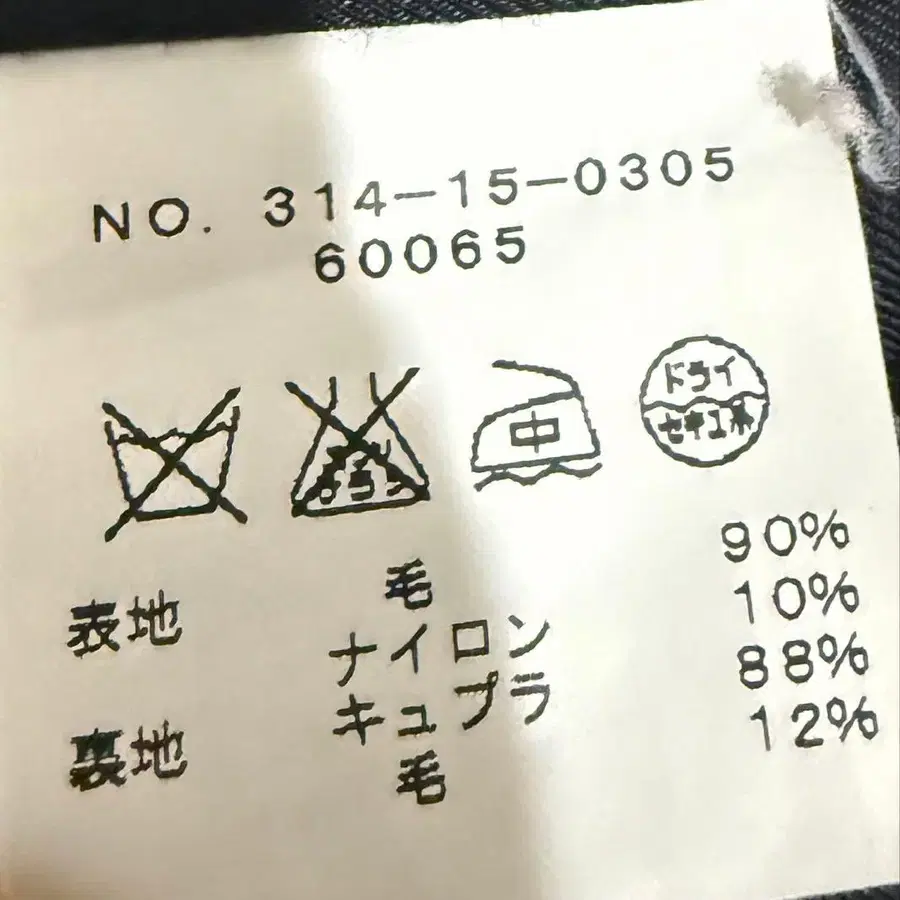 NO. 314-15-0305
60065
中
ドライ
セキユ系
表地 毛 90%
ナイロン 10%
裏地 キュプラ 88%
毛 12%